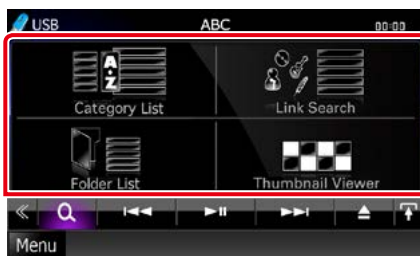 USB ABC 00:00
A-Z
Category List Link Search
Folder List Thumbnail Viewer
Menu